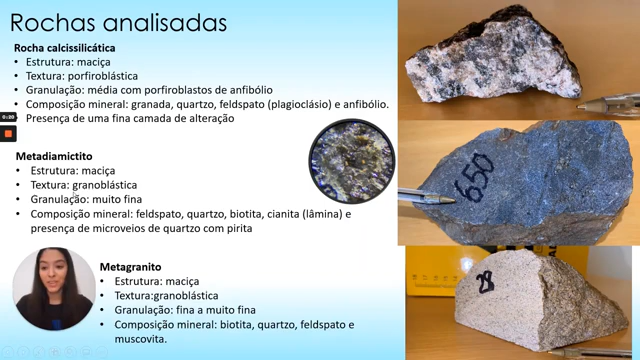 Rochas analisadas
Rocha calcissilicática
• Estrutura: maciça
• Textura: porfiroblástica
• Granulação: média com porfiroblastos de anfibólio
• Composição mineral: granada, quartzo, feldspato (plagioclásio) e anfibólio.
Presença de uma fina camada de alteração
0:20
Metadiamictito
• Estrutura: maciça
• Textura: granoblástica
• Granulação: muito fina
• Composição mineral: feldspato, quartzo, biotita, cianita (lâmina) e
presença de microveios de quartzo com pirita
Metagranito
• Estrutura: maciça
• Textura:granoblástica
• Granulação: fina a muito fina
• Composição mineral: biotita, quartzo, feldspato e
muscovita.
650
28